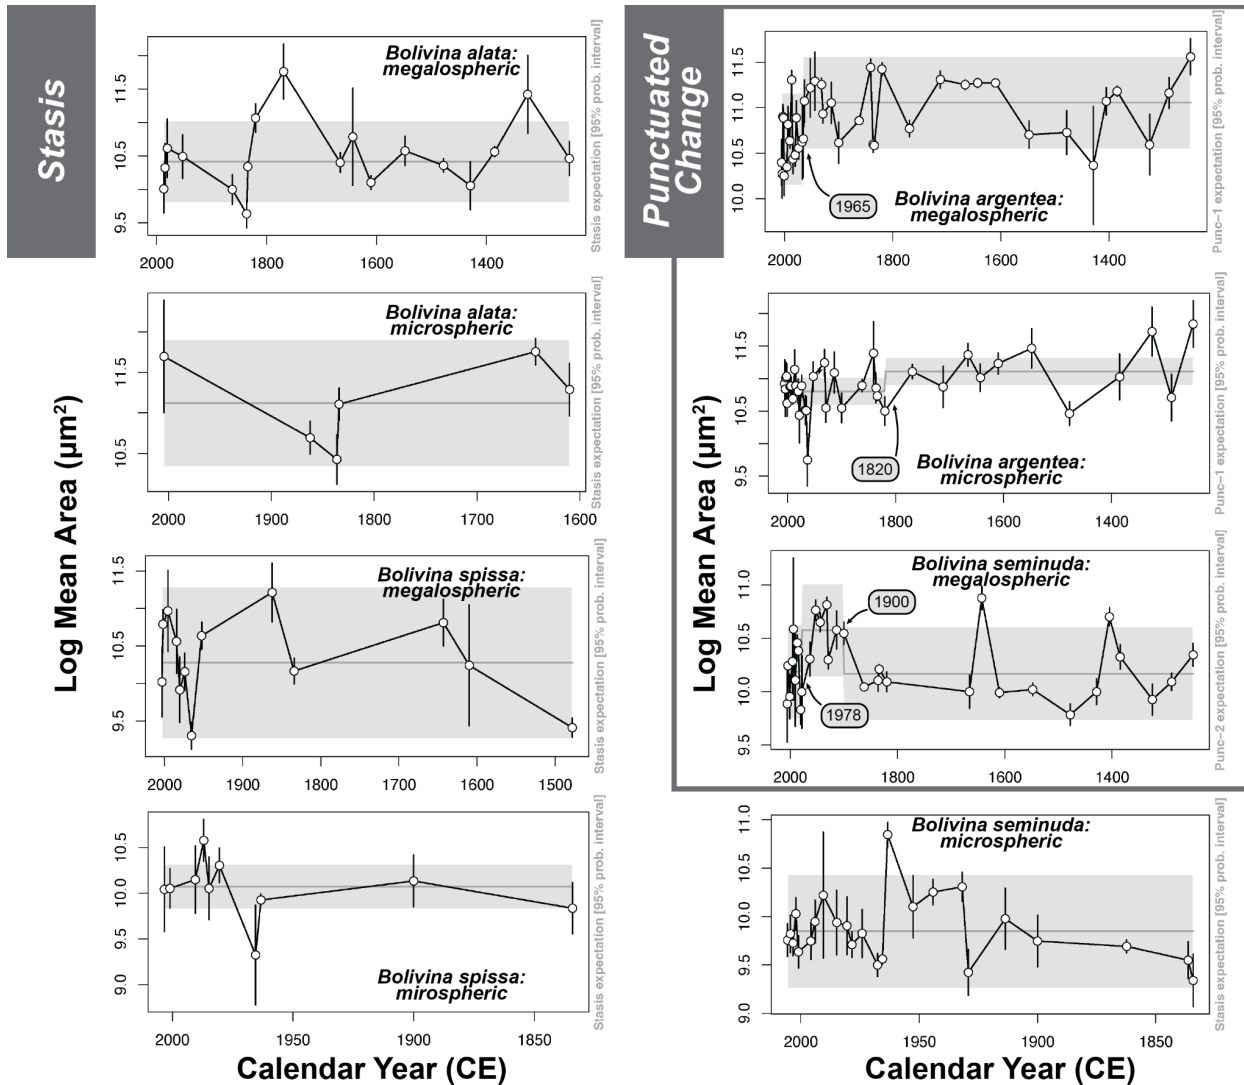 Stasis
Bolivina alata:
megalospheric
11.5
10.5
9.5
2000 1800 1600 1400
Stasis expectation [95% prob. interval]
Bolivina alata:
microspheric
11.5
10.5
2000 1900 1800 1700 1600
Stasis expectation [95% prob. interval]
Bolivina spissa:
megalospheric
11.5
10.5
9.5
2000 1900 1800 1700 1600 1500
Stasis expectation [95% prob. interval]
Bolivina spissa:
mirospheric
10.5
10.0
9.5
9.0
2000 1950 1900 1850
Stasis expectation [95% prob. interval]
Log Mean Area (µm²)
Calendar Year (CE)
Punctuated
Change
Bolivina argentea:
megalospheric
1965
11.5
11.0
10.5
10.0
2000 1800 1600 1400
Punc−1 expectation [95% prob. interval]
Bolivina argentea:
microspheric
1820
11.5
10.5
9.5
2000 1800 1600 1400
Punc−1 expectation [95% prob. interval]
Bolivina seminuda:
megalospheric
1900
1978
11.0
10.5
10.0
9.5
2000 1800 1600 1400
Punc−2 expectation [95% prob. interval]
Bolivina seminuda:
microspheric
11.0
10.5
10.0
9.5
9.0
2000 1950 1900 1850
Stasis expectation [95% prob. interval]
Log Mean Area (µm²)
Calendar Year (CE)